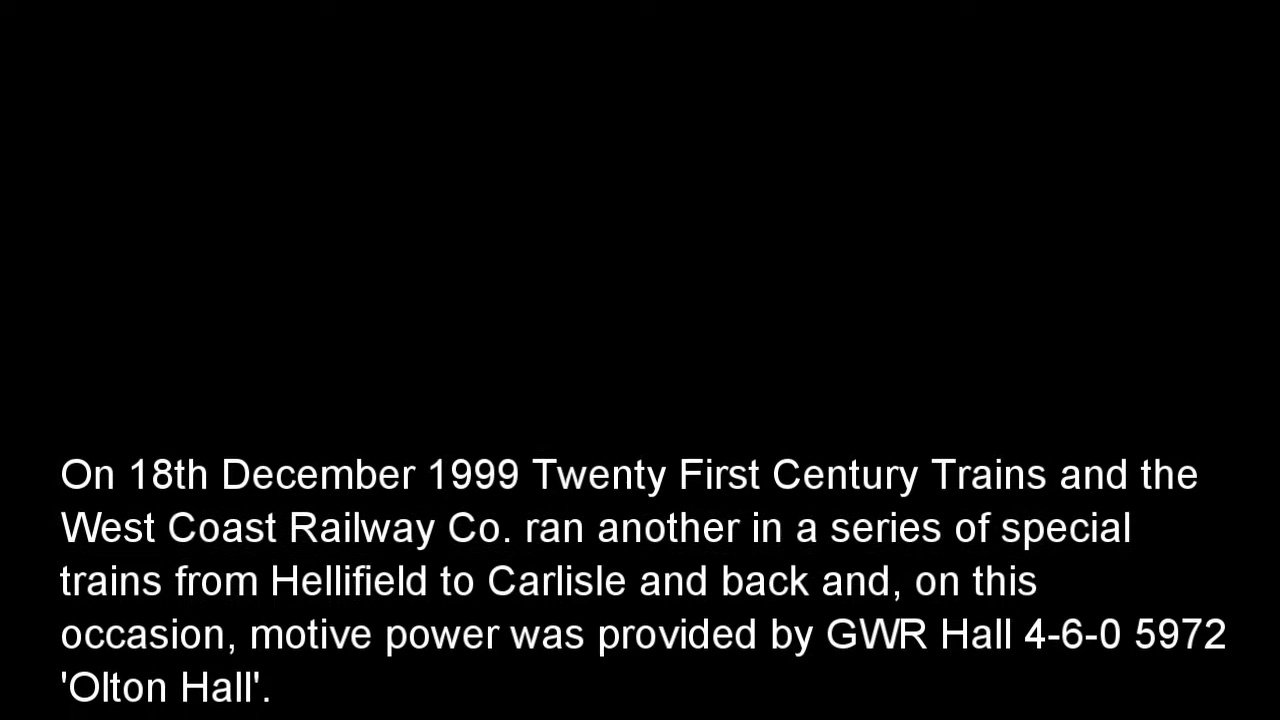 On 18th December 1999 Twenty First Century Trains and the
West Coast Railway Co. ran another in a series of special
trains from Hellifield to Carlisle and back and, on this
occasion, motive power was provided by GWR Hall 4-6-0 5972
'Olton Hall'.